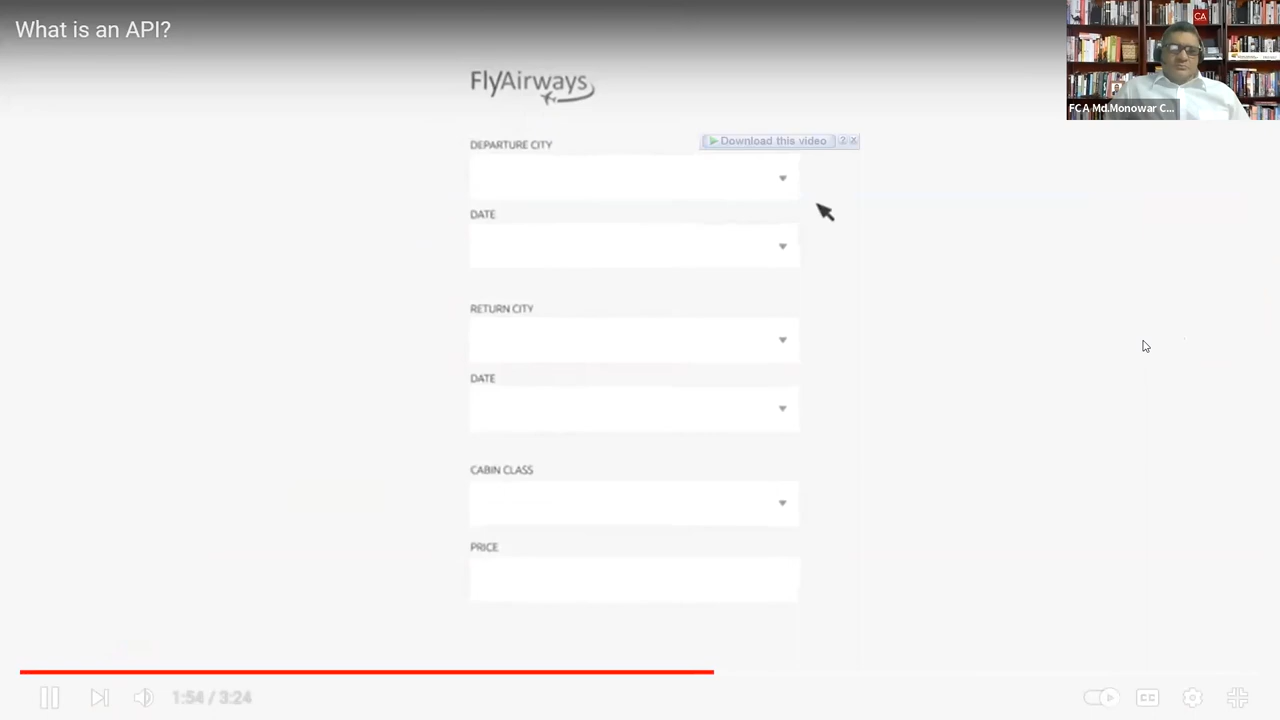 What is an API?
CA
FCA Md.Monowar C...
FlyAirways
Download this video ? x
DEPARTURE CITY
DATE
RETURN CITY
DATE
CABIN CLASS
PRICE
1:54 / 3:24
CC